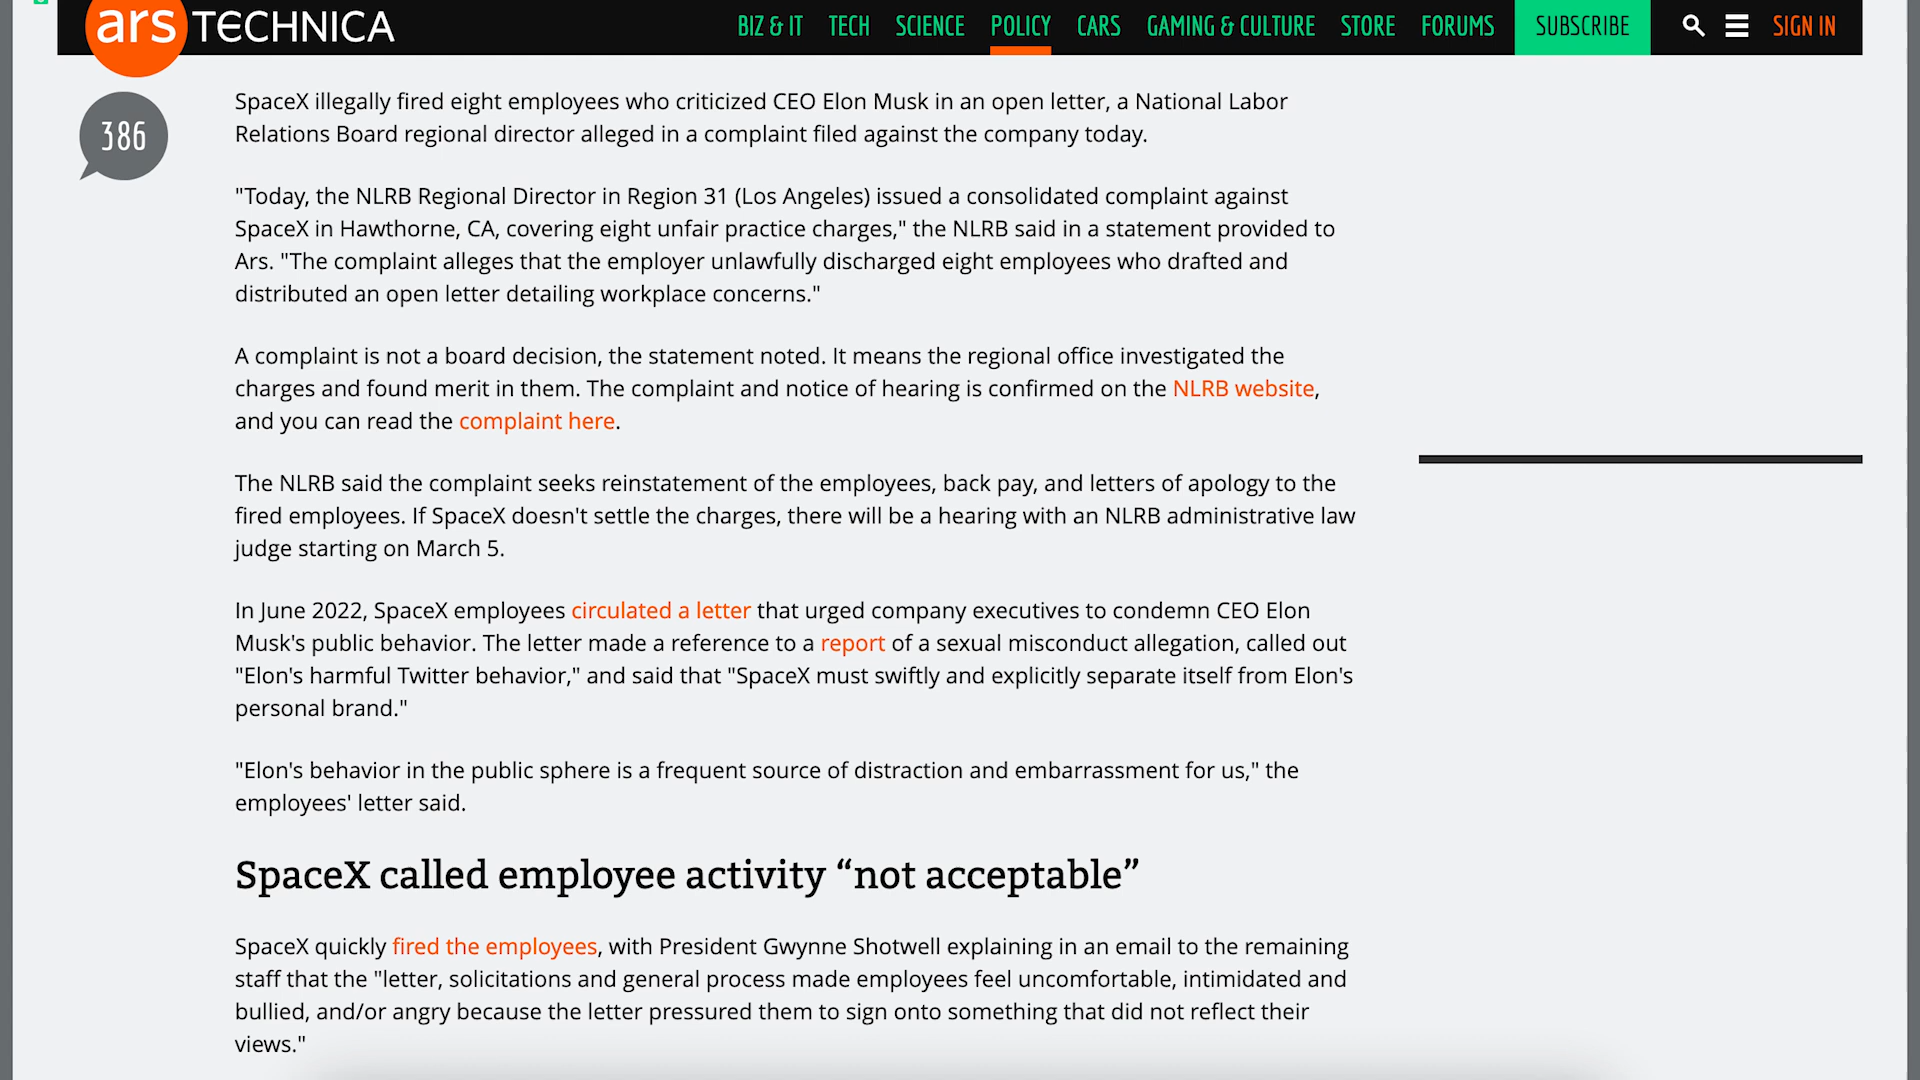 ars TECHNICA
BIZ & IT TECH SCIENCE POLICY CARS GAMING & CULTURE STORE FORUMS SUBSCRIBE SIGN IN
386
SpaceX illegally fired eight employees who criticized CEO Elon Musk in an open letter, a National Labor
Relations Board regional director alleged in a complaint filed against the company today.
"Today, the NLRB Regional Director in Region 31 (Los Angeles) issued a consolidated complaint against
SpaceX in Hawthorne, CA, covering eight unfair practice charges," the NLRB said in a statement provided to
Ars. "The complaint alleges that the employer unlawfully discharged eight employees who drafted and
distributed an open letter detailing workplace concerns."
A complaint is not a board decision, the statement noted. It means the regional office investigated the
charges and found merit in them. The complaint and notice of hearing is confirmed on the NLRB website,
and you can read the complaint here.
The NLRB said the complaint seeks reinstatement of the employees, back pay, and letters of apology to the
fired employees. If SpaceX doesn't settle the charges, there will be a hearing with an NLRB administrative law
judge starting on March 5.
In June 2022, SpaceX employees circulated a letter that urged company executives to condemn CEO Elon
Musk's public behavior. The letter made a reference to a report of a sexual misconduct allegation, called out
"Elon's harmful Twitter behavior," and said that "SpaceX must swiftly and explicitly separate itself from Elon's
personal brand."
"Elon's behavior in the public sphere is a frequent source of distraction and embarrassment for us," the
employees' letter said.
SpaceX called employee activity “not acceptable”
SpaceX quickly fired the employees, with President Gwynne Shotwell explaining in an email to the remaining
staff that the "letter, solicitations and general process made employees feel uncomfortable, intimidated and
bullied, and/or angry because the letter pressured them to sign onto something that did not reflect their
views."